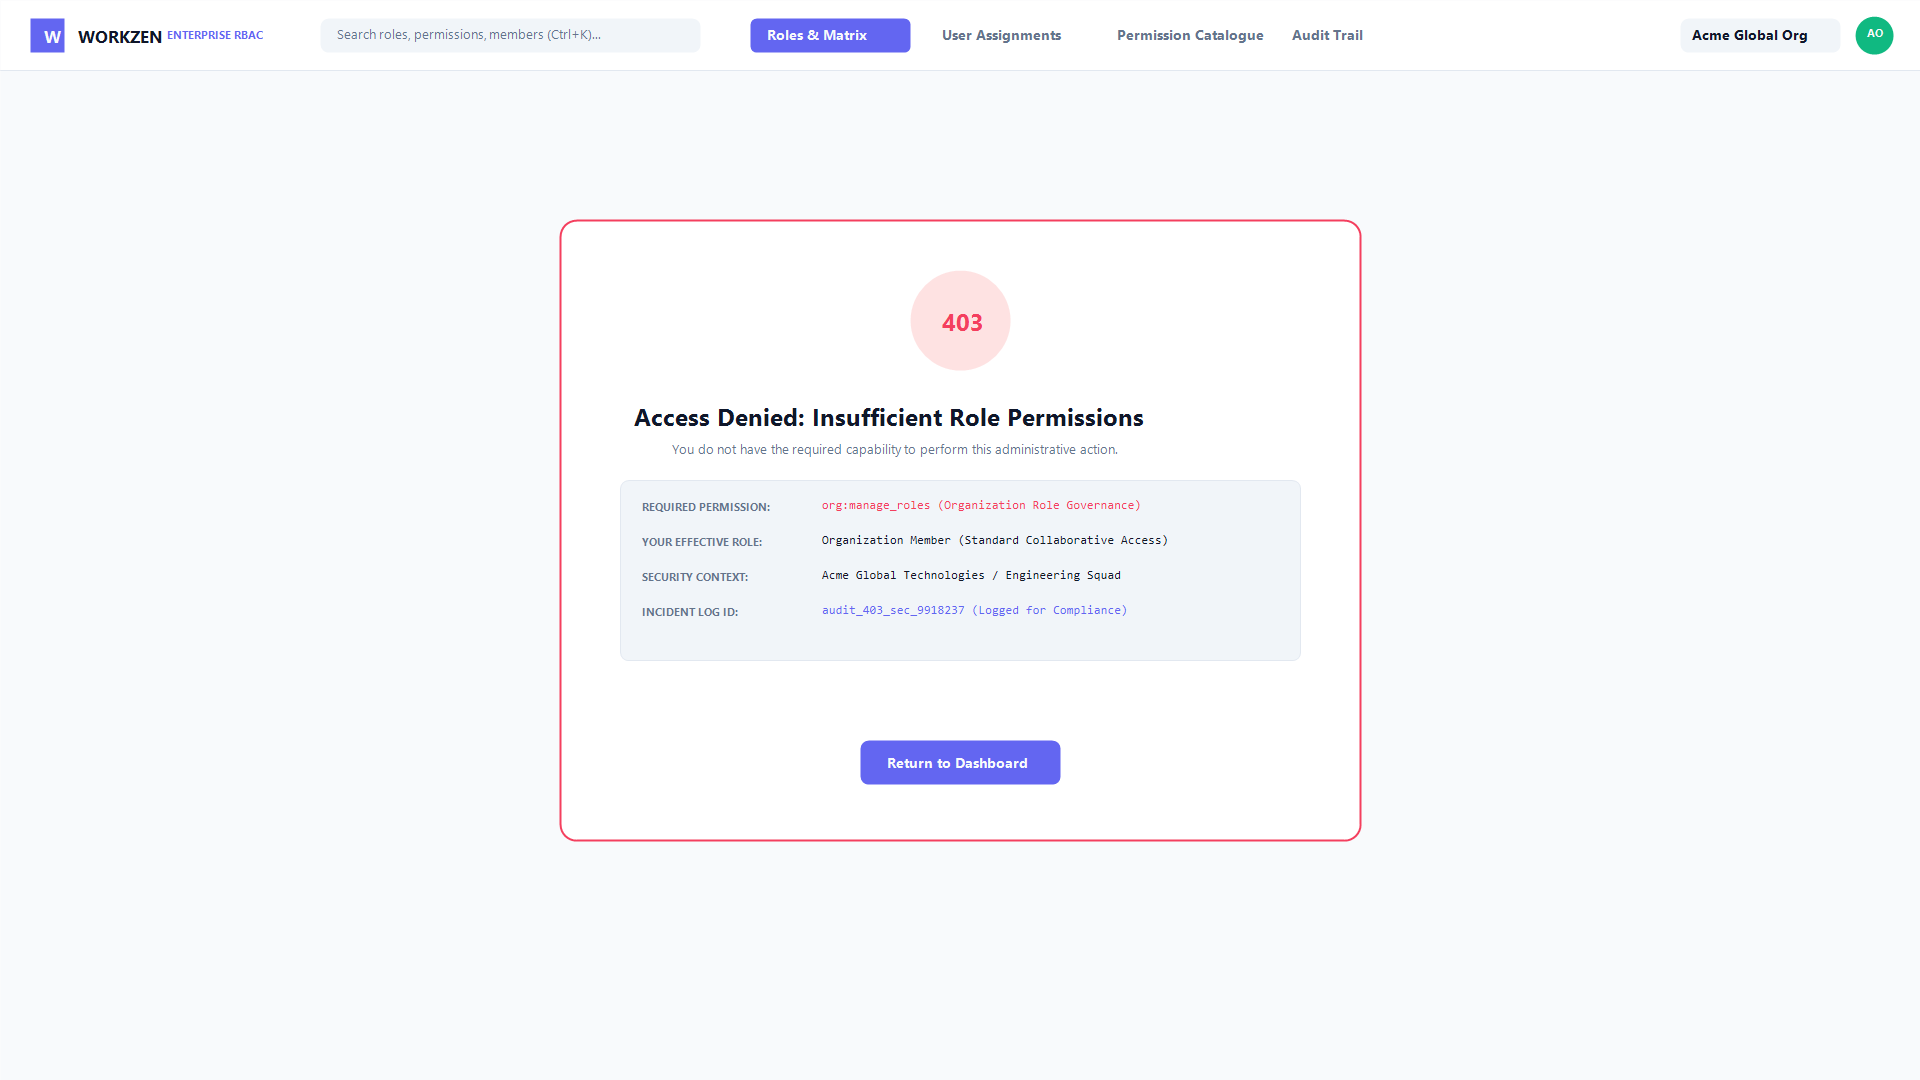 W WORKZEN ENTERPRISE RBAC Search roles, permissions, members (Ctrl+K)... Roles & Matrix User Assignments Permission Catalogue Audit Trail Acme Global Org AO
403
Access Denied: Insufficient Role Permissions
You do not have the required capability to perform this administrative action.
REQUIRED PERMISSION: org:manage_roles (Organization Role Governance)
YOUR EFFECTIVE ROLE: Organization Member (Standard Collaborative Access)
SECURITY CONTEXT: Acme Global Technologies / Engineering Squad
INCIDENT LOG ID: audit_403_sec_9918237 (Logged for Compliance)
Return to Dashboard